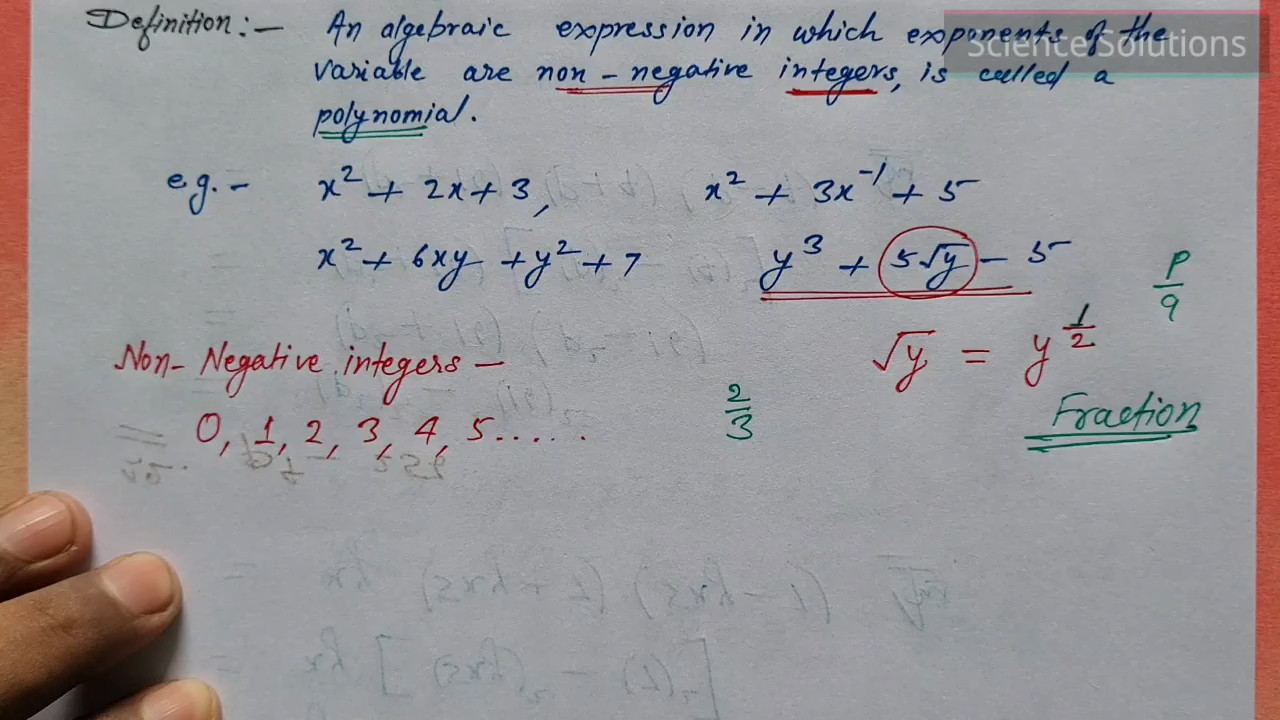 Definition :- An algebraic expression in which exponents of the
Science Solutions
variable are non-negative integers, is called a
polynomial.
e.g. - x² + 2x + 3, x² + 3x⁻¹ + 5
x² + 6xy + y² + 7 y³ + 5√y - 5
p/q
√y = y^1/2
Non-Negative integers -
2/3
Fraction
0, 1, 2, 3, 4, 5......